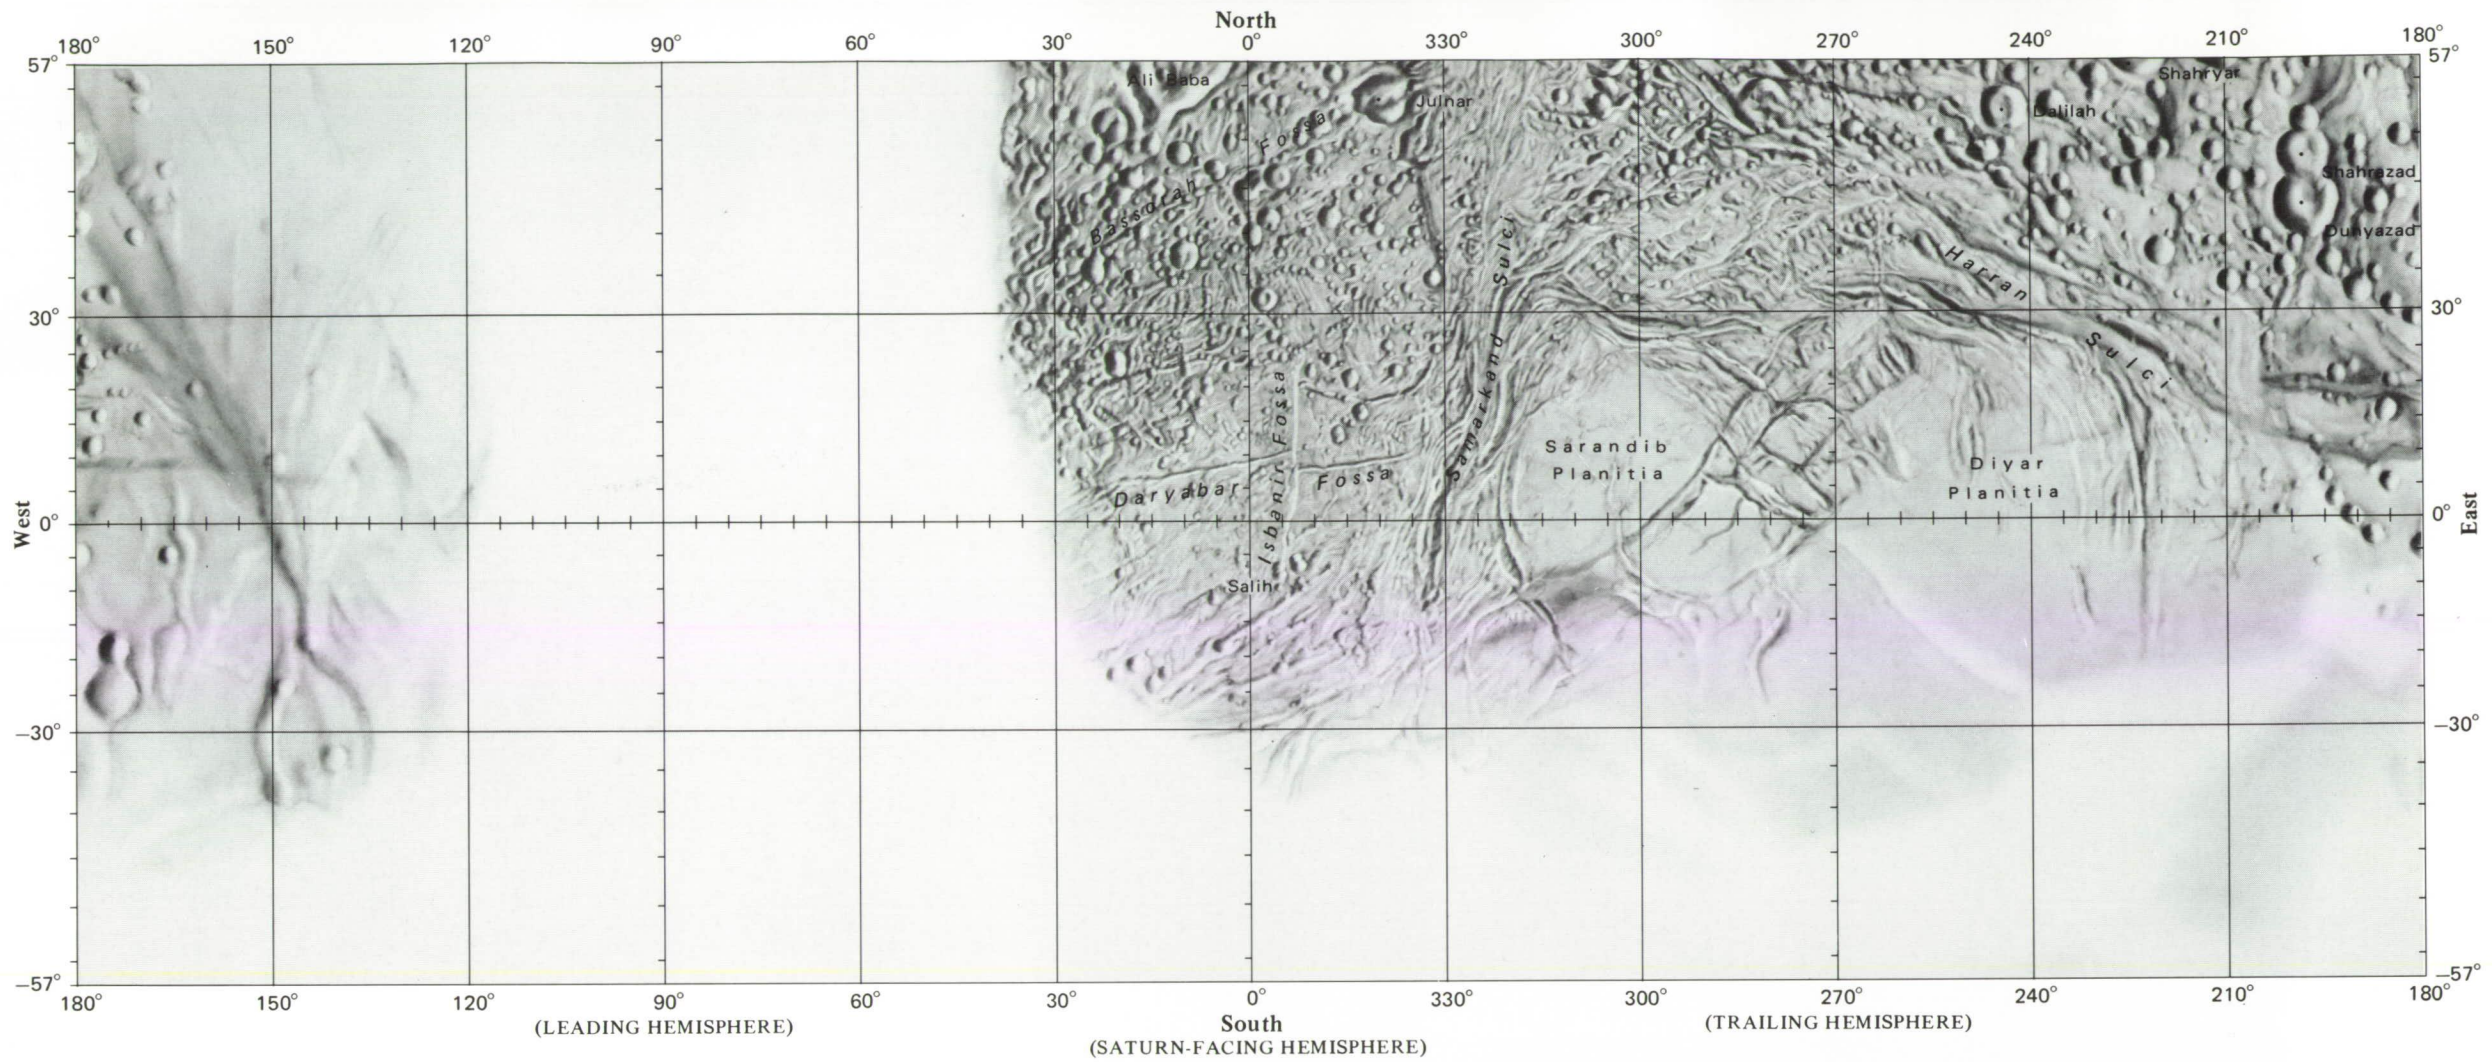 North
180° 150° 120° 90° 60° 30° 0° 330° 300° 270° 240° 210° 180°
57° 57°
Ali Baba
Shahryar
Julnar
Dalilah
Bassorah Fossa
Shahrazad
Dunyazad
Harran Sulci
30° 30°
Samarkand Sulci
Isbanir Fossa
Sarandib
Planitia
Diyar
Planitia
Daryabar Fossa
West 0° 0° East
Salih
−30° −30°
−57° −57°
180° 150° 120° 90° 60° 30° 0° 330° 300° 270° 240° 210° 180°
(LEADING HEMISPHERE) South (TRAILING HEMISPHERE)
(SATURN-FACING HEMISPHERE)